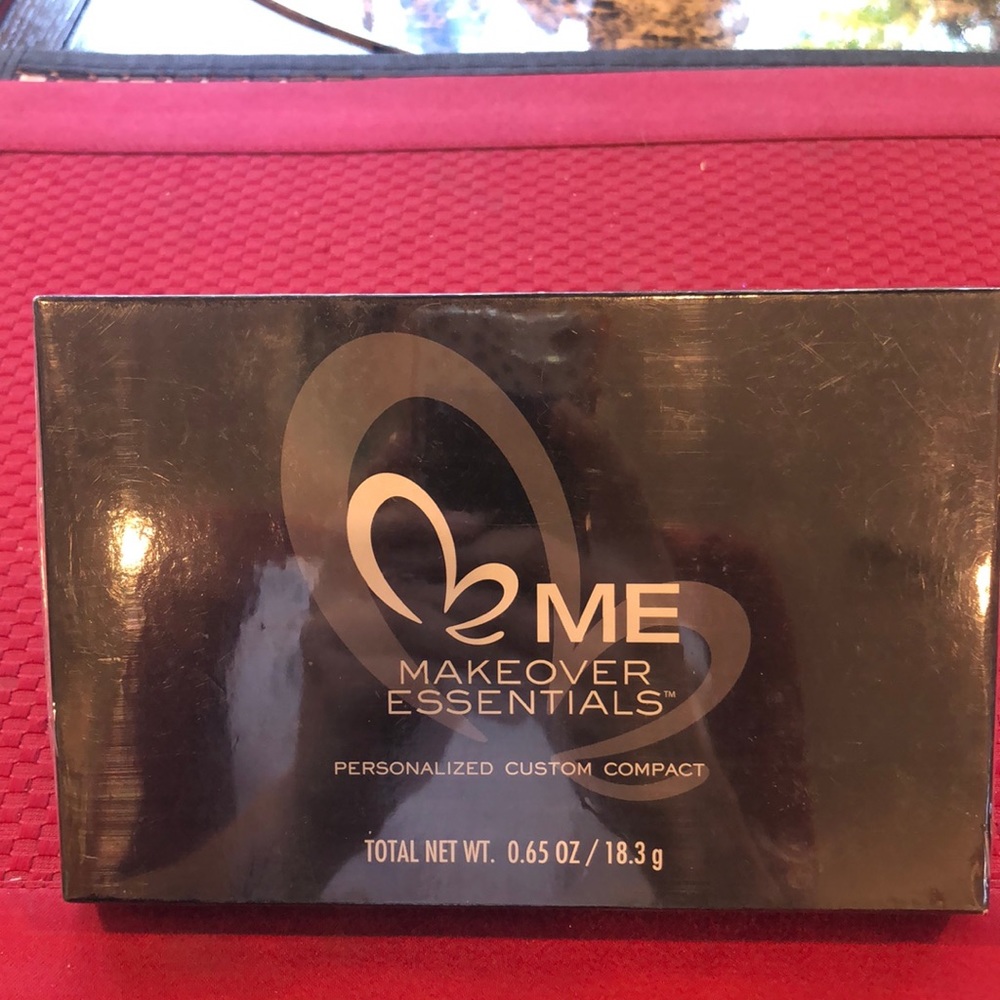 ME
MAKEOVER
ESSENTIALS™
PERSONALIZED CUSTOM COMPACT
TOTAL NET WT. 0.65 OZ / 18.3 g